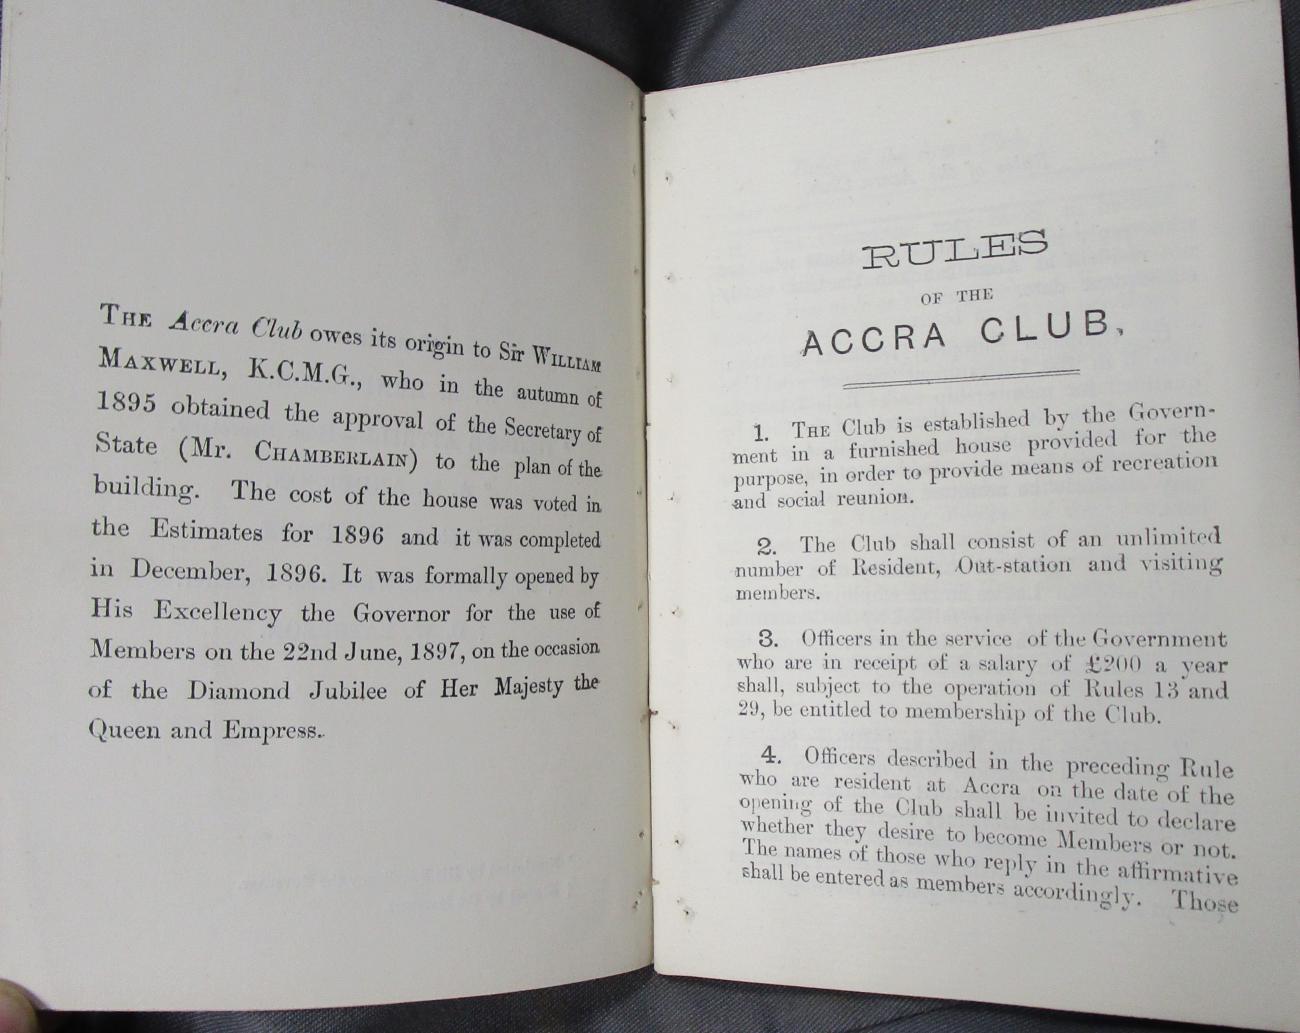 THE Accra Club owes its origin to Sir WILLIAM
MAXWELL, K.C.M.G., who in the autumn of
1895 obtained the approval of the Secretary of
State (Mr. CHAMBERLAIN) to the plan of the
building. The cost of the house was voted in
the Estimates for 1896 and it was completed
in December, 1896. It was formally opened by
His Excellency the Governor for the use of
Members on the 22nd June, 1897, on the occasion
of the Diamond Jubilee of Her Majesty the
Queen and Empress.
RULES
OF THE
ACCRA CLUB,
1. THE Club is established by the Govern-
ment in a furnished house provided for the
purpose, in order to provide means of recreation
and social reunion.
2. The Club shall consist of an unlimited
number of Resident, Out-station and visiting
members.
3. Officers in the service of the Government
who are in receipt of a salary of £200 a year
shall, subject to the operation of Rules 13 and
29, be entitled to membership of the Club.
4. Officers described in the preceding Rule
who are resident at Accra on the date of the
opening of the Club shall be invited to declare
whether they desire to become Members or not.
The names of those who reply in the affirmative
shall be entered as members accordingly. Those